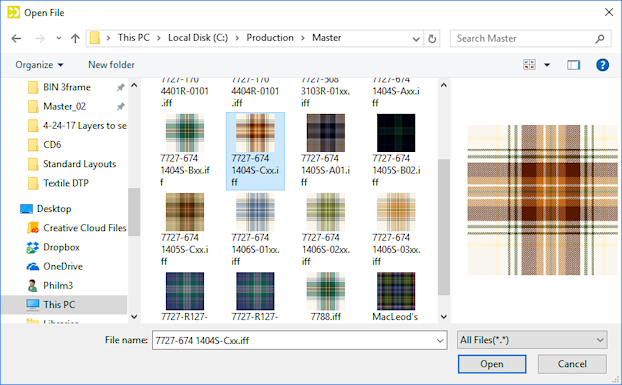 Open File
This PC > Local Disk (C:) > Production > Master
Search Master
Organize
New folder
BIN 3frame
Master_02
4-24-17 Layers to se
CD6
Standard Layouts
Textile DTP
Desktop
Creative Cloud Files
Dropbox
OneDrive
Philm3
This PC
Libraries
7727-170
4401R-0101
.iff
7727-170
4404R-0101
.iff
7727-508
3103R-01xx.
iff
7727-674
1404S-Axx.i
ff
7727-674
1404S-Bxx.if
f
7727-674
1404S-Cxx.i
ff
7727-674
1405S-A01.i
ff
7727-674
1405S-B02.i
ff
7727-674
1405S-Cxx.i
ff
7727-674
1406S-01xx.
iff
7727-674
1406S-02xx.
iff
7727-674
1406S-03xx.
iff
7727-R127-
7727-R127-
7788.iff
MacLeod's
File name:
7727-674 1404S-Cxx.iff
All Files(*.*)
Open
Cancel